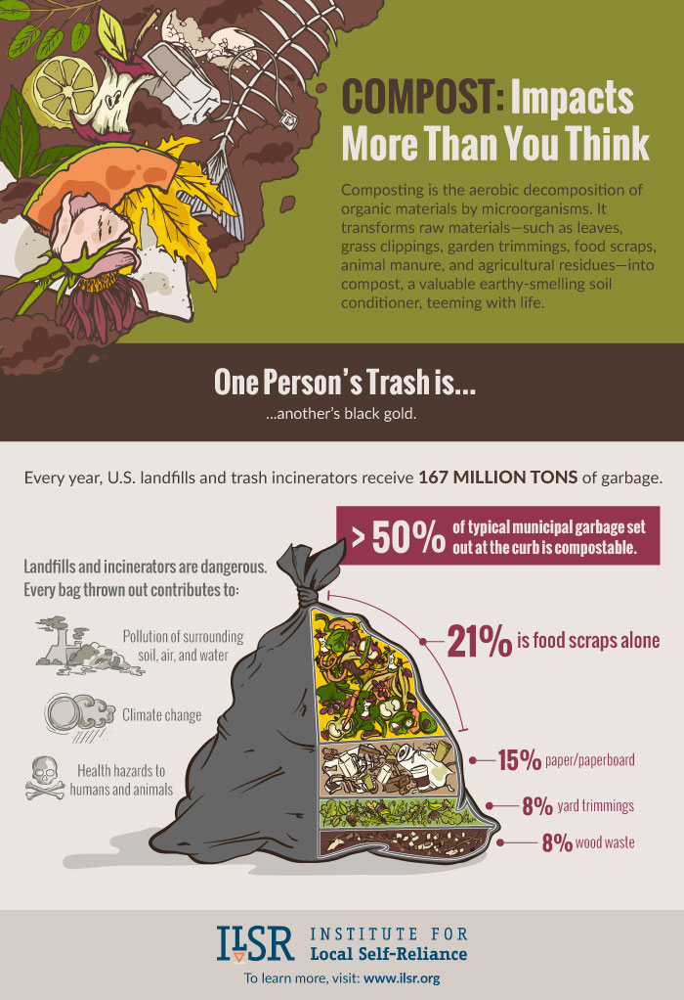 COMPOST: Impacts
More Than You Think
Composting is the aerobic decomposition of
organic materials by microorganisms. It
transforms raw materials—such as leaves,
grass clippings, garden trimmings, food scraps,
animal manure, and agricultural residues—into
compost, a valuable earthy-smelling soil
conditioner, teeming with life.
One Person's Trash is...
...another's black gold.
Every year, U.S. landfills and trash incinerators receive 167 MILLION TONS of garbage.
> 50% of typical municipal garbage set
out at the curb is compostable.
Landfills and incinerators are dangerous.
Every bag thrown out contributes to:
Pollution of surrounding
soil, air, and water
Climate change
Health hazards to
humans and animals
21% is food scraps alone
15% paper/paperboard
8% yard trimmings
8% wood waste
ILSR
INSTITUTE FOR
Local Self-Reliance
To learn more, visit: www.ilsr.org